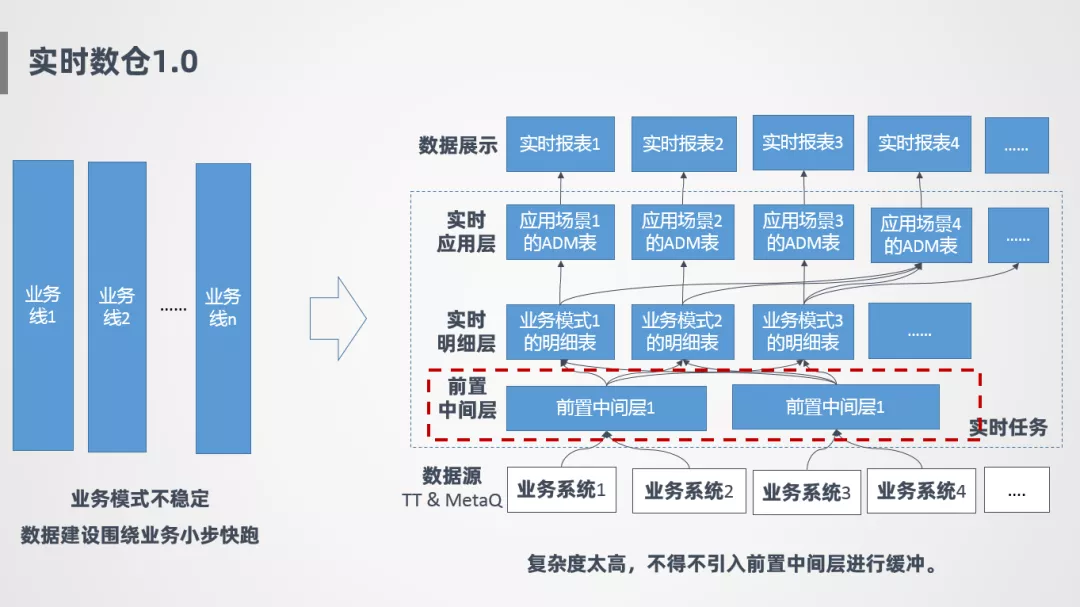 实时数仓1.0
业务
线1
业务
线2
......
业务
线n
业务模式不稳定
数据建设围绕业务小步快跑
数据展示
实时报表1
实时报表2
实时报表3
实时报表4
......
实时
应用层
应用场景1
的ADM表
应用场景2
的ADM表
应用场景3
的ADM表
应用场景4
的ADM表
......
实时
明细层
业务模式1
的明细表
业务模式2
的明细表
业务模式3
的明细表
......
前置
中间层
前置中间层1
前置中间层1
实时任务
数据源
TT & MetaQ
业务系统1
业务系统2
业务系统3
业务系统4
....
复杂度太高，不得不引入前置中间层进行缓冲。